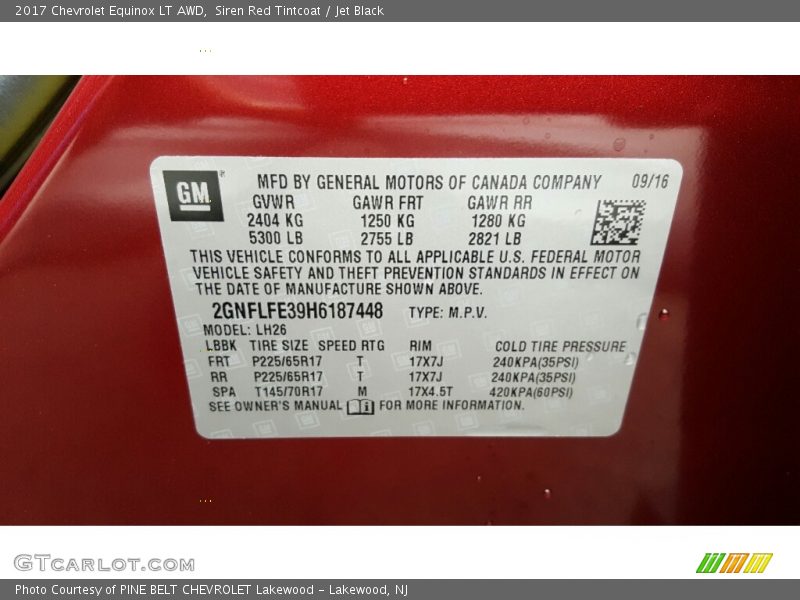 2017 Chevrolet Equinox LT AWD,  Siren Red Tintcoat / Jet Black
GM
MFD BY GENERAL MOTORS OF CANADA COMPANY 09/16
GVWR GAWR FRT GAWR RR
2404 KG 1250 KG 1280 KG
5300 LB 2755 LB 2821 LB
THIS VEHICLE CONFORMS TO ALL APPLICABLE U.S. FEDERAL MOTOR
VEHICLE SAFETY AND THEFT PREVENTION STANDARDS IN EFFECT ON
THE DATE OF MANUFACTURE SHOWN ABOVE.
2GNFLFE39H6187448 TYPE: M.P.V.
MODEL: LH26
LBBK TIRE SIZE SPEED RTG RIM COLD TIRE PRESSURE
FRT P225/65R17 T 17X7J 240KPA(35PSI)
RR P225/65R17 T 17X7J 240KPA(35PSI)
SPA T145/70R17 M 17X4.5T 420KPA(60PSI)
SEE OWNER'S MANUAL i FOR MORE INFORMATION.
GTCARLOT.COM
Photo Courtesy of PINE BELT CHEVROLET Lakewood - Lakewood, NJ